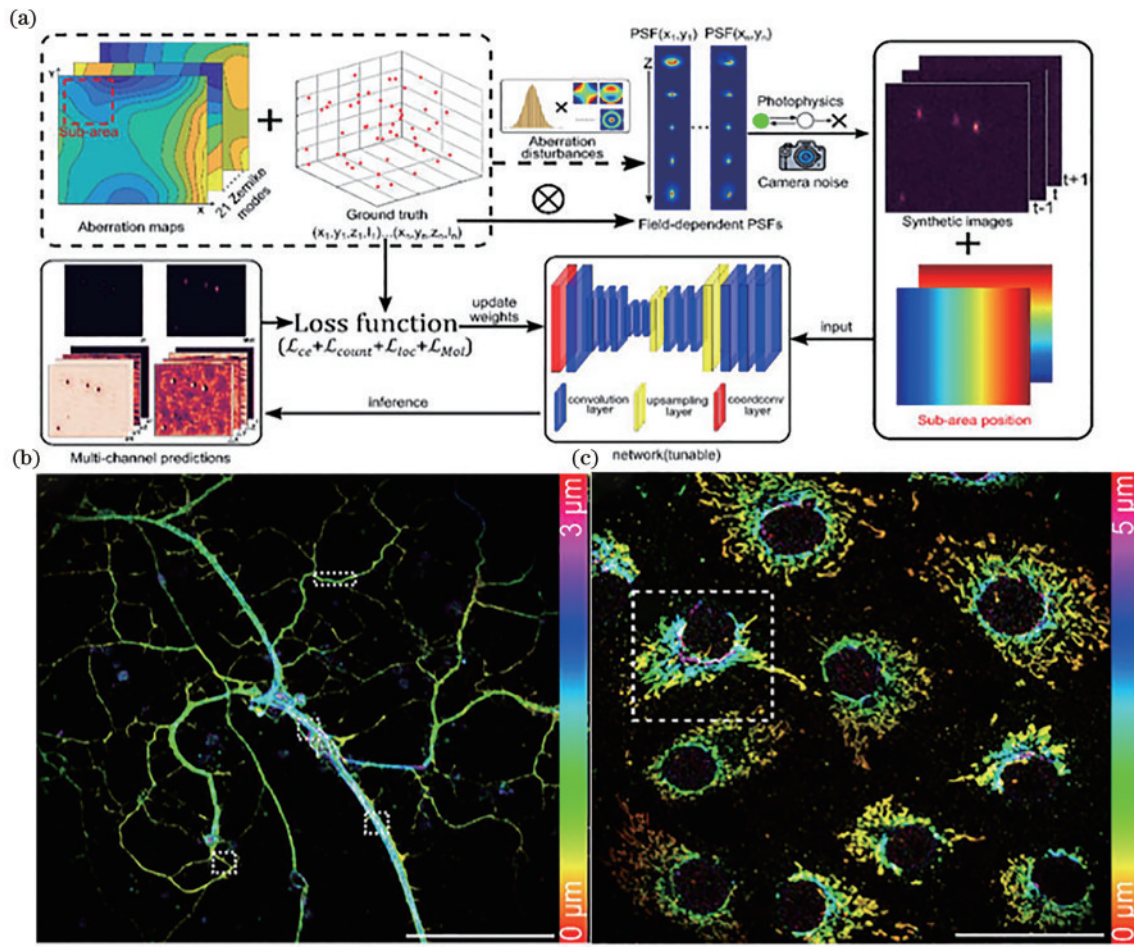 (a)
Y
Sub-area
X
21 Zernike
modes
Aberration maps
+
Ground truth
(x₁,y₁,z₁,I₁)...(xₙ,yₙ,zₙ,Iₙ)
×
Aberration
disturbances
PSF(x₁,y₁) PSF(xₙ,yₙ)
Z
Field-dependent PSFs
Photophysics
Camera noise
t+1
t
t-1
Synthetic images
+
Sub-area position
input
Loss function
(ℒce+ℒcount+ℒloc+ℒMol)
update
weights
convolution
layer
upsampling
layer
coordconv
layer
network(tunable)
inference
Multi-channel predictions
(b)
3 μm
0 μm
(c)
5 μm
0 μm